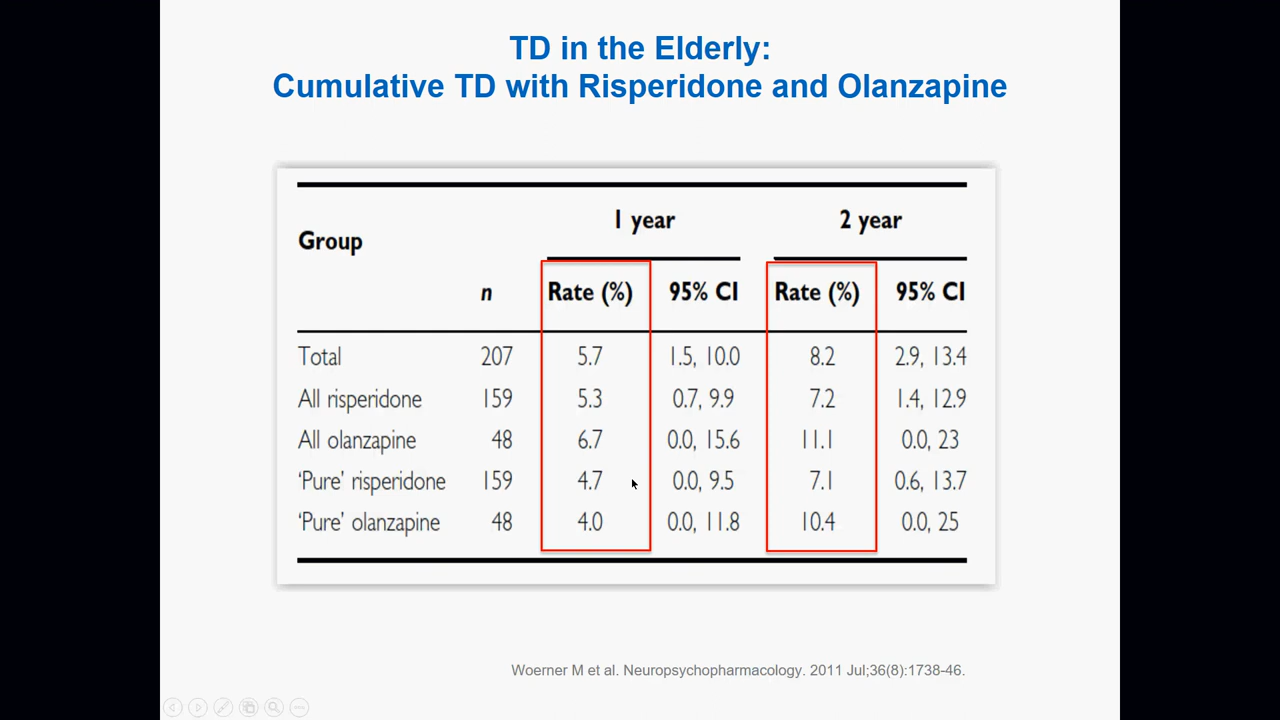 TD in the Elderly:
Cumulative TD with Risperidone and Olanzapine
1 year 2 year
Group
n Rate (%) 95% CI Rate (%) 95% CI
Total 207 5.7 1.5, 10.0 8.2 2.9, 13.4
All risperidone 159 5.3 0.7, 9.9 7.2 1.4, 12.9
All olanzapine 48 6.7 0.0, 15.6 11.1 0.0, 23
‘Pure’ risperidone 159 4.7 0.0, 9.5 7.1 0.6, 13.7
‘Pure’ olanzapine 48 4.0 0.0, 11.8 10.4 0.0, 25
Woerner M et al. Neuropsychopharmacology. 2011 Jul;36(8):1738-46.